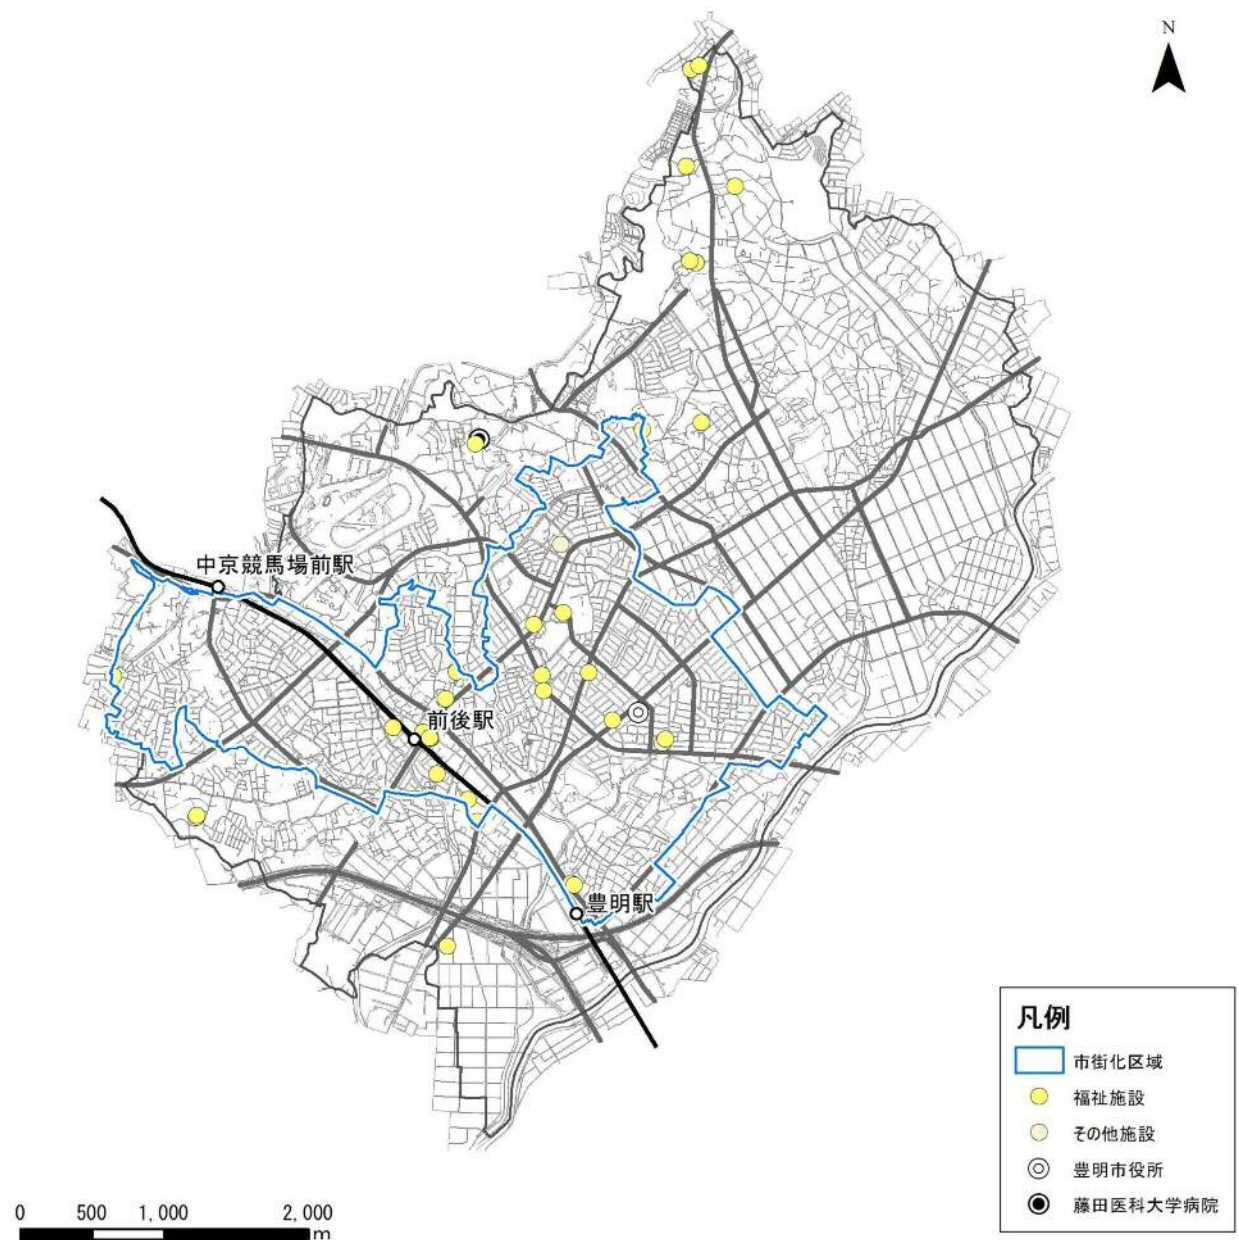 N
中京競馬場前駅
前後駅
豊明駅
凡例
市街化区域
福祉施設
その他施設
豊明市役所
藤田医科大学病院
0 500 1,000 2,000
m